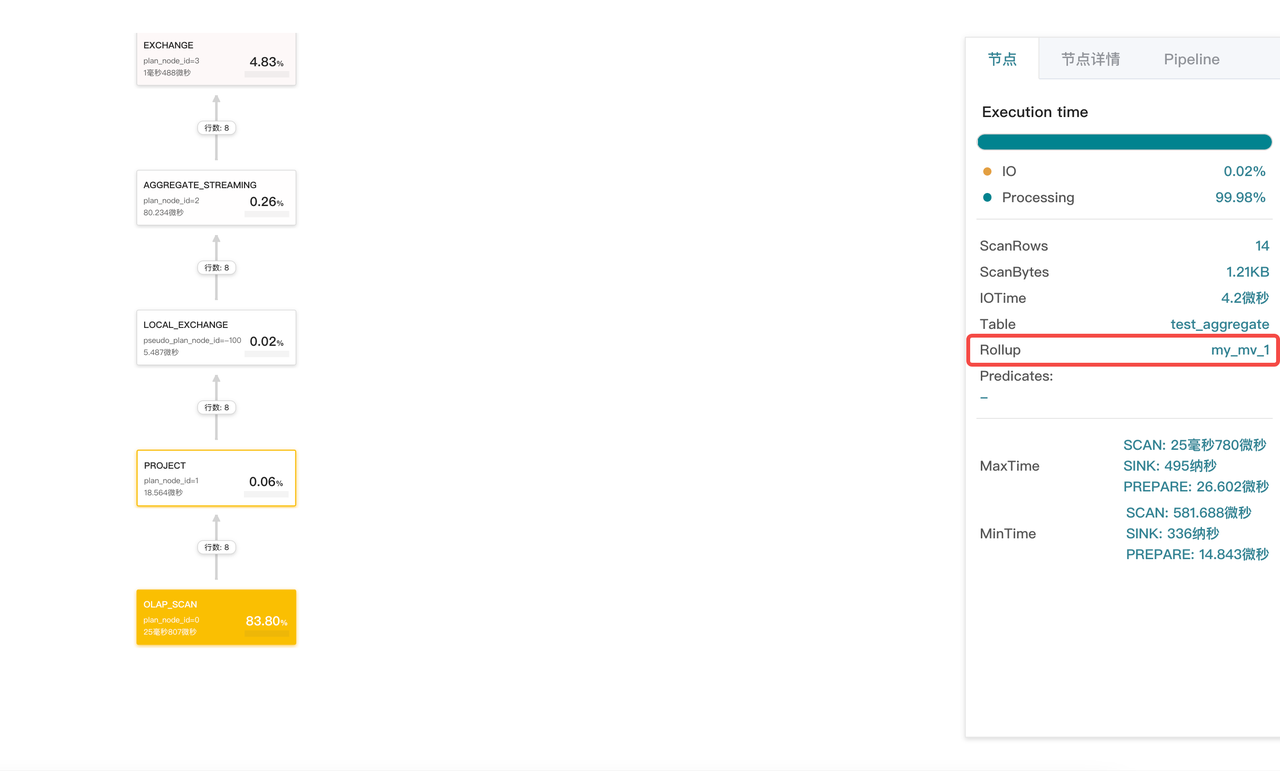 EXCHANGE
plan_node_id=3
4.83%
1毫秒488微秒
行数: 8
AGGREGATE_STREAMING
plan_node_id=2
0.26%
80.234微秒
行数: 8
LOCAL_EXCHANGE
pseudo_plan_node_id=-100
0.02%
5.487微秒
行数: 8
PROJECT
plan_node_id=1
0.06%
18.564微秒
行数: 8
OLAP_SCAN
plan_node_id=0
83.80%
25毫秒807微秒
节点 节点详情 Pipeline
Execution time
IO 0.02%
Processing 99.98%
ScanRows 14
ScanBytes 1.21KB
IOTime 4.2微秒
Table test_aggregate
Rollup my_mv_1
Predicates:
–
MaxTime
SCAN: 25毫秒780微秒
SINK: 495纳秒
PREPARE: 26.602微秒
MinTime
SCAN: 581.688微秒
SINK: 336纳秒
PREPARE: 14.843微秒